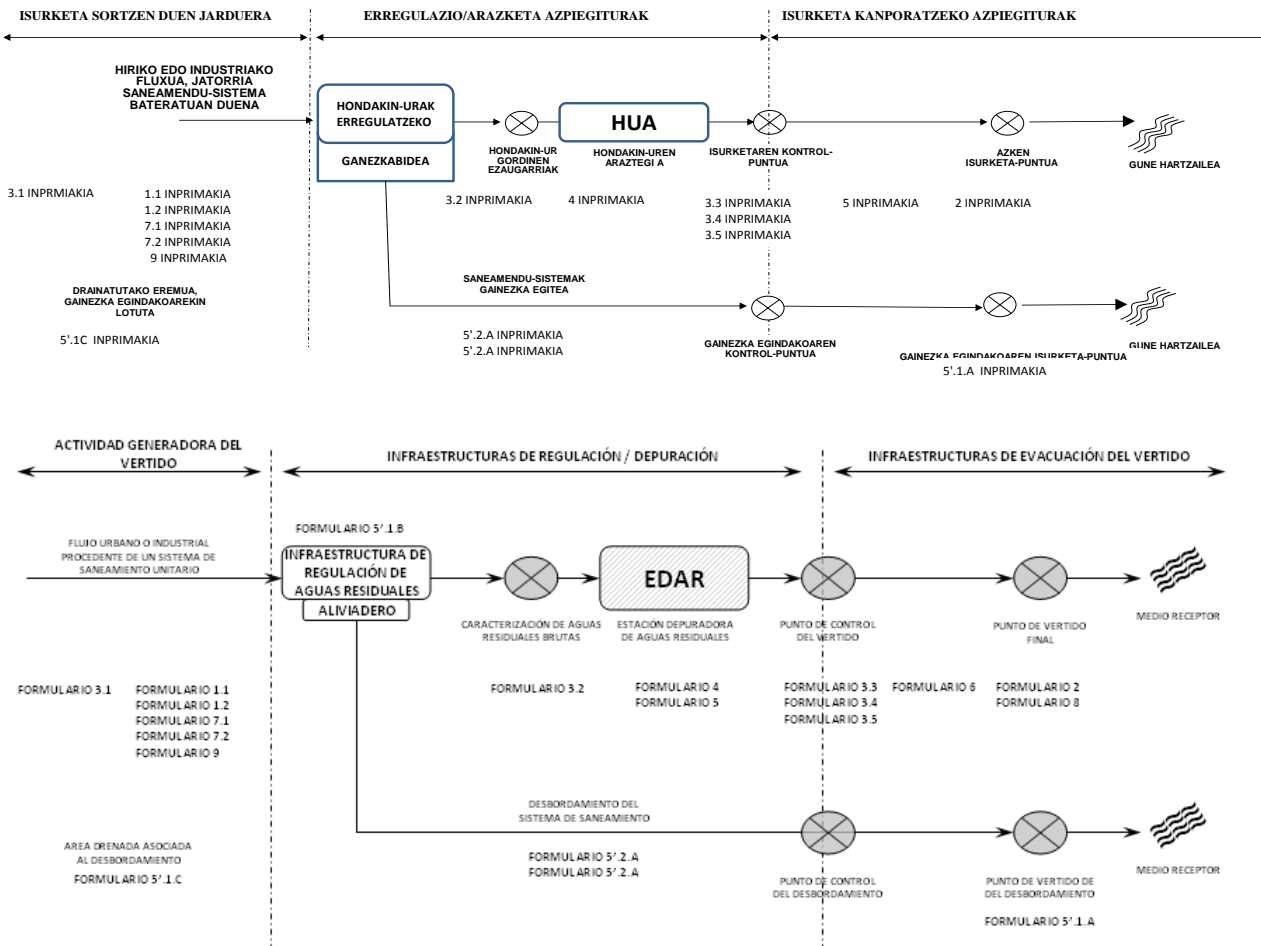 ISURKETA SORTZEN DUEN JARDUERA
ERREGULAZIO/ARAZKETA AZPIEGITURAK
ISURKETA KANPORATZEKO AZPIEGITURAK
HIRIKO EDO INDUSTRIAKO
FLUXUA, JATORRIA
SANEAMENDU-SISTEMA
BATERATUAN DUENA
HONDAKIN-URAK
ERREGULATZEKO
GANEZKABIDEA
HONDAKIN-UR
GORDINEN
EZAUGARRIAK
HUA
HONDAKIN-UREN
ARAZTEGI A
ISURKETAREN KONTROL-
PUNTUA
AZKEN
ISURKETA-PUNTUA
GUNE HARTZAILEA
3.1 INPRMIAKIA
1.1 INPRIMAKIA
1.2 INPRIMAKIA
7.1 INPRIMAKIA
7.2 INPRIMAKIA
9 INPRIMAKIA
3.2 INPRIMAKIA
4 INPRIMAKIA
3.3 INPRIMAKIA
3.4 INPRIMAKIA
3.5 INPRIMAKIA
5 INPRIMAKIA
2 INPRIMAKIA
DRAINATUTAKO EREMUA,
GAINEZKA EGINDAKOAREKIN
LOTUTA
5'.1C INPRIMAKIA
SANEAMENDU-SISTEMAK
GAINEZKA EGITEA
5'.2.A INPRIMAKIA
5'.2.A INPRIMAKIA
GAINEZKA EGINDAKOAREN
KONTROL-PUNTUA
GAINEZKA EGINDAKOAREN ISURKETA-PUNTUA
5'.1.A INPRIMAKIA
GUNE HARTZAILEA
ACTIVIDAD GENERADORA DEL
VERTIDO
INFRAESTRUCTURAS DE REGULACIÓN / DEPURACIÓN
INFRAESTRUCTURAS DE EVACUACIÓN DEL VERTIDO
FLUJO URBANO O INDUSTRIAL
PROCEDENTE DE UN SISTEMA DE
SANEAMIENTO UNITARIO
FORMULARIO 5'.1.B
INFRAESTRUCTURA DE
REGULACIÓN DE
AGUAS RESIDUALES
ALIVIADERO
CARACTERIZACIÓN DE AGUAS
RESIDUALES BRUTAS
EDAR
ESTACIÓN DEPURADORA
DE AGUAS RESIDUALES
PUNTO DE CONTROL
DEL VERTIDO
PUNTO DE VERTIDO
FINAL
MEDIO RECEPTOR
FORMULARIO 3.1
FORMULARIO 1.1
FORMULARIO 1.2
FORMULARIO 7.1
FORMULARIO 7.2
FORMULARIO 9
FORMULARIO 3.2
FORMULARIO 4
FORMULARIO 5
FORMULARIO 3.3
FORMULARIO 3.4
FORMULARIO 3.5
FORMULARIO 6
FORMULARIO 2
FORMULARIO 8
AREA DRENADA ASOCIADA
AL DESBORDAMIENTO
FORMULARIO 5'.1.C
DESBORDAMIENTO DEL
SISTEMA DE SANEAMIENTO
FORMULARIO 5'.2.A
FORMULARIO 5'.2.A
PUNTO DE CONTROL
DEL DESBORDAMIENTO
PUNTO DE VERTIDO DE
DEL DESBORDAMIENTO
FORMULARIO 5'.1.A
MEDIO RECEPTOR